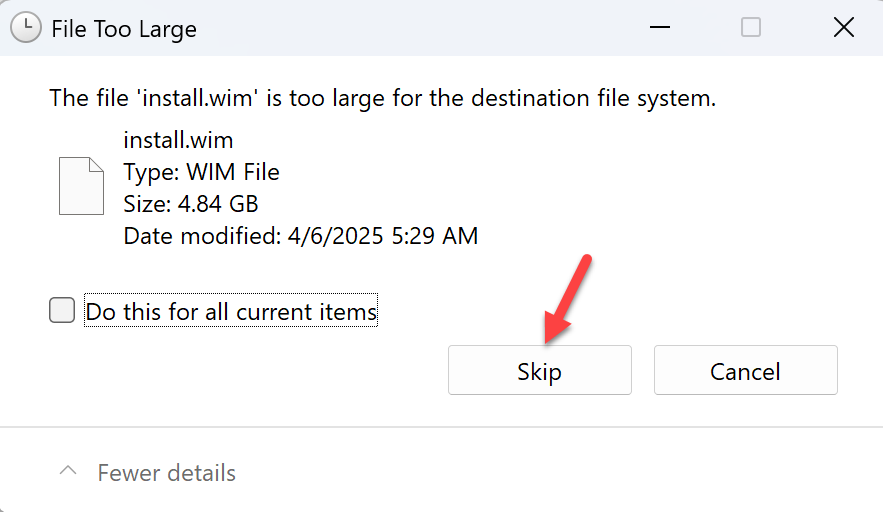 File Too Large
The file 'install.wim' is too large for the destination file system.
install.wim
Type: WIM File
Size: 4.84 GB
Date modified: 4/6/2025 5:29 AM
Do this for all current items
Skip
Cancel
Fewer details